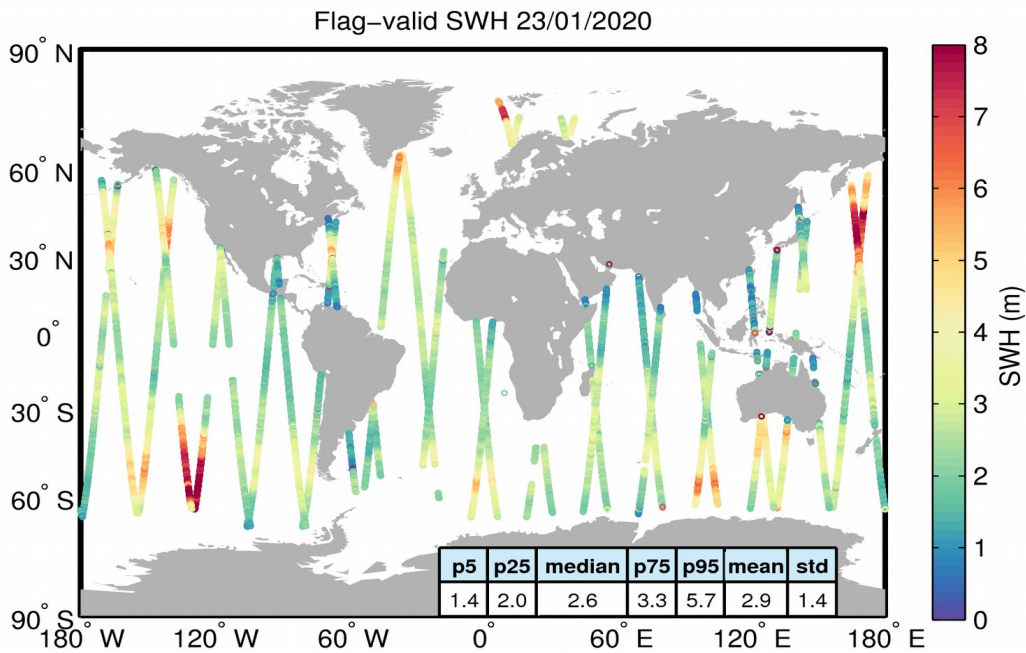 Flag-valid SWH 23/01/2020
90° N
60° N
30° N
0°
30° S
60° S
90° S
180° W
120° W
60° W
0°
60° E
120° E
180° E
p5 p25 median p75 p95 mean std
1.4 2.0 2.6 3.3 5.7 2.9 1.4
8
7
6
5
4
3
2
1
0
SWH (m)